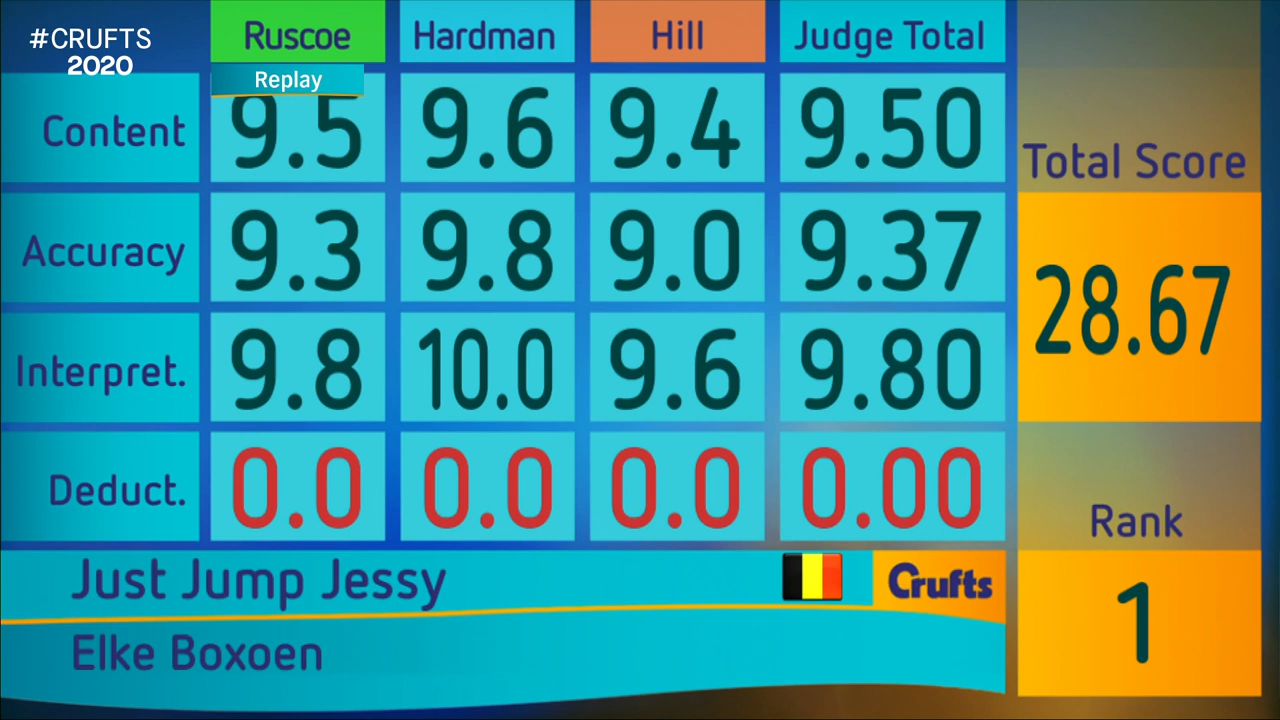 #CRUFTS
2020
Ruscoe Hardman Hill Judge Total
Replay
Content 9.5 9.6 9.4 9.50
Total Score
Accuracy 9.3 9.8 9.0 9.37
28.67
Interpret. 9.8 10.0 9.6 9.80
Deduct. 0.0 0.0 0.0 0.00
Rank
Just Jump Jessy Crufts
1
Elke Boxoen